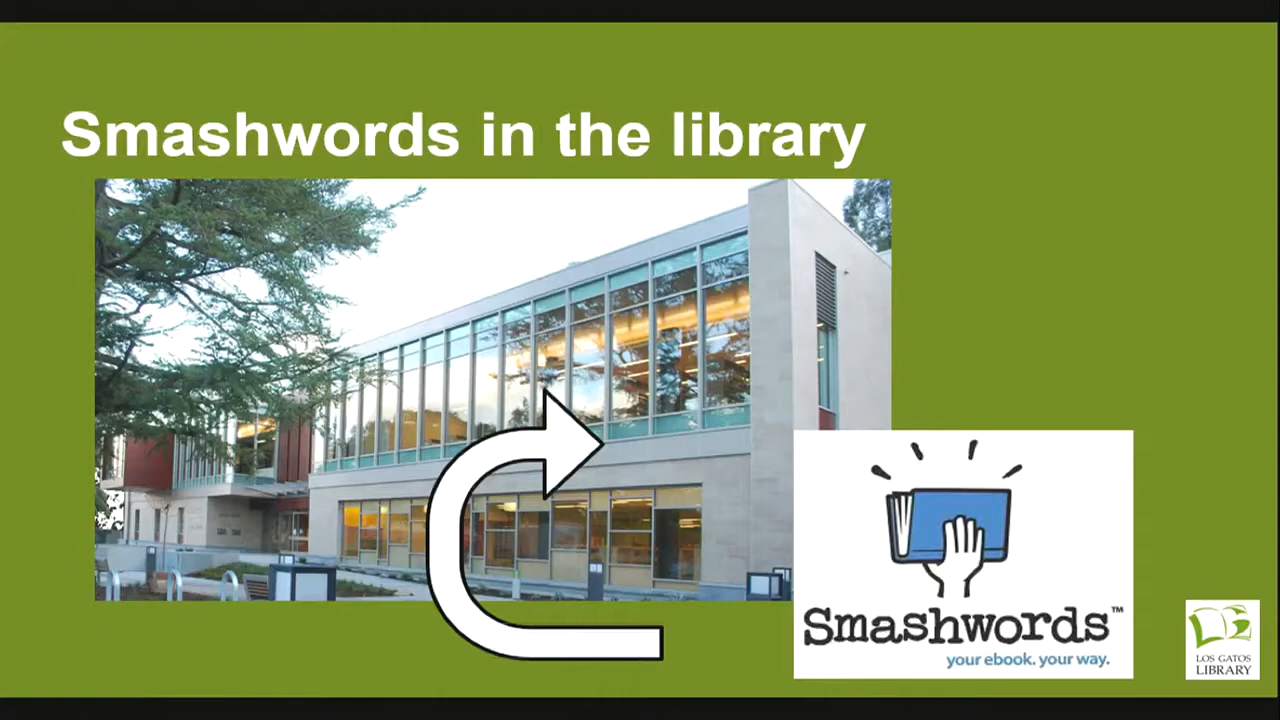 Smashwords in the library
Smashwords™
your ebook. your way.
LOS GATOS
LIBRARY